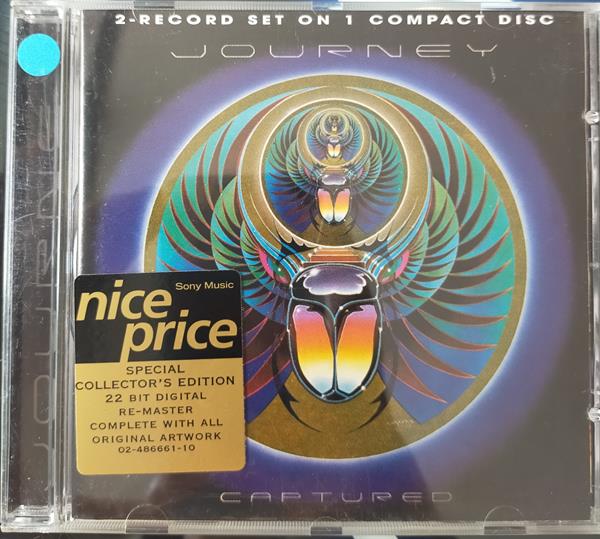 2-RECORD SET ON 1 COMPACT DISC
JOURNEY
JOURNEY
Sony Music
nice
price
SPECIAL
COLLECTOR'S EDITION
22 BIT DIGITAL
RE-MASTER
COMPLETE WITH ALL
ORIGINAL ARTWORK
02-486661-10
CAPTURED